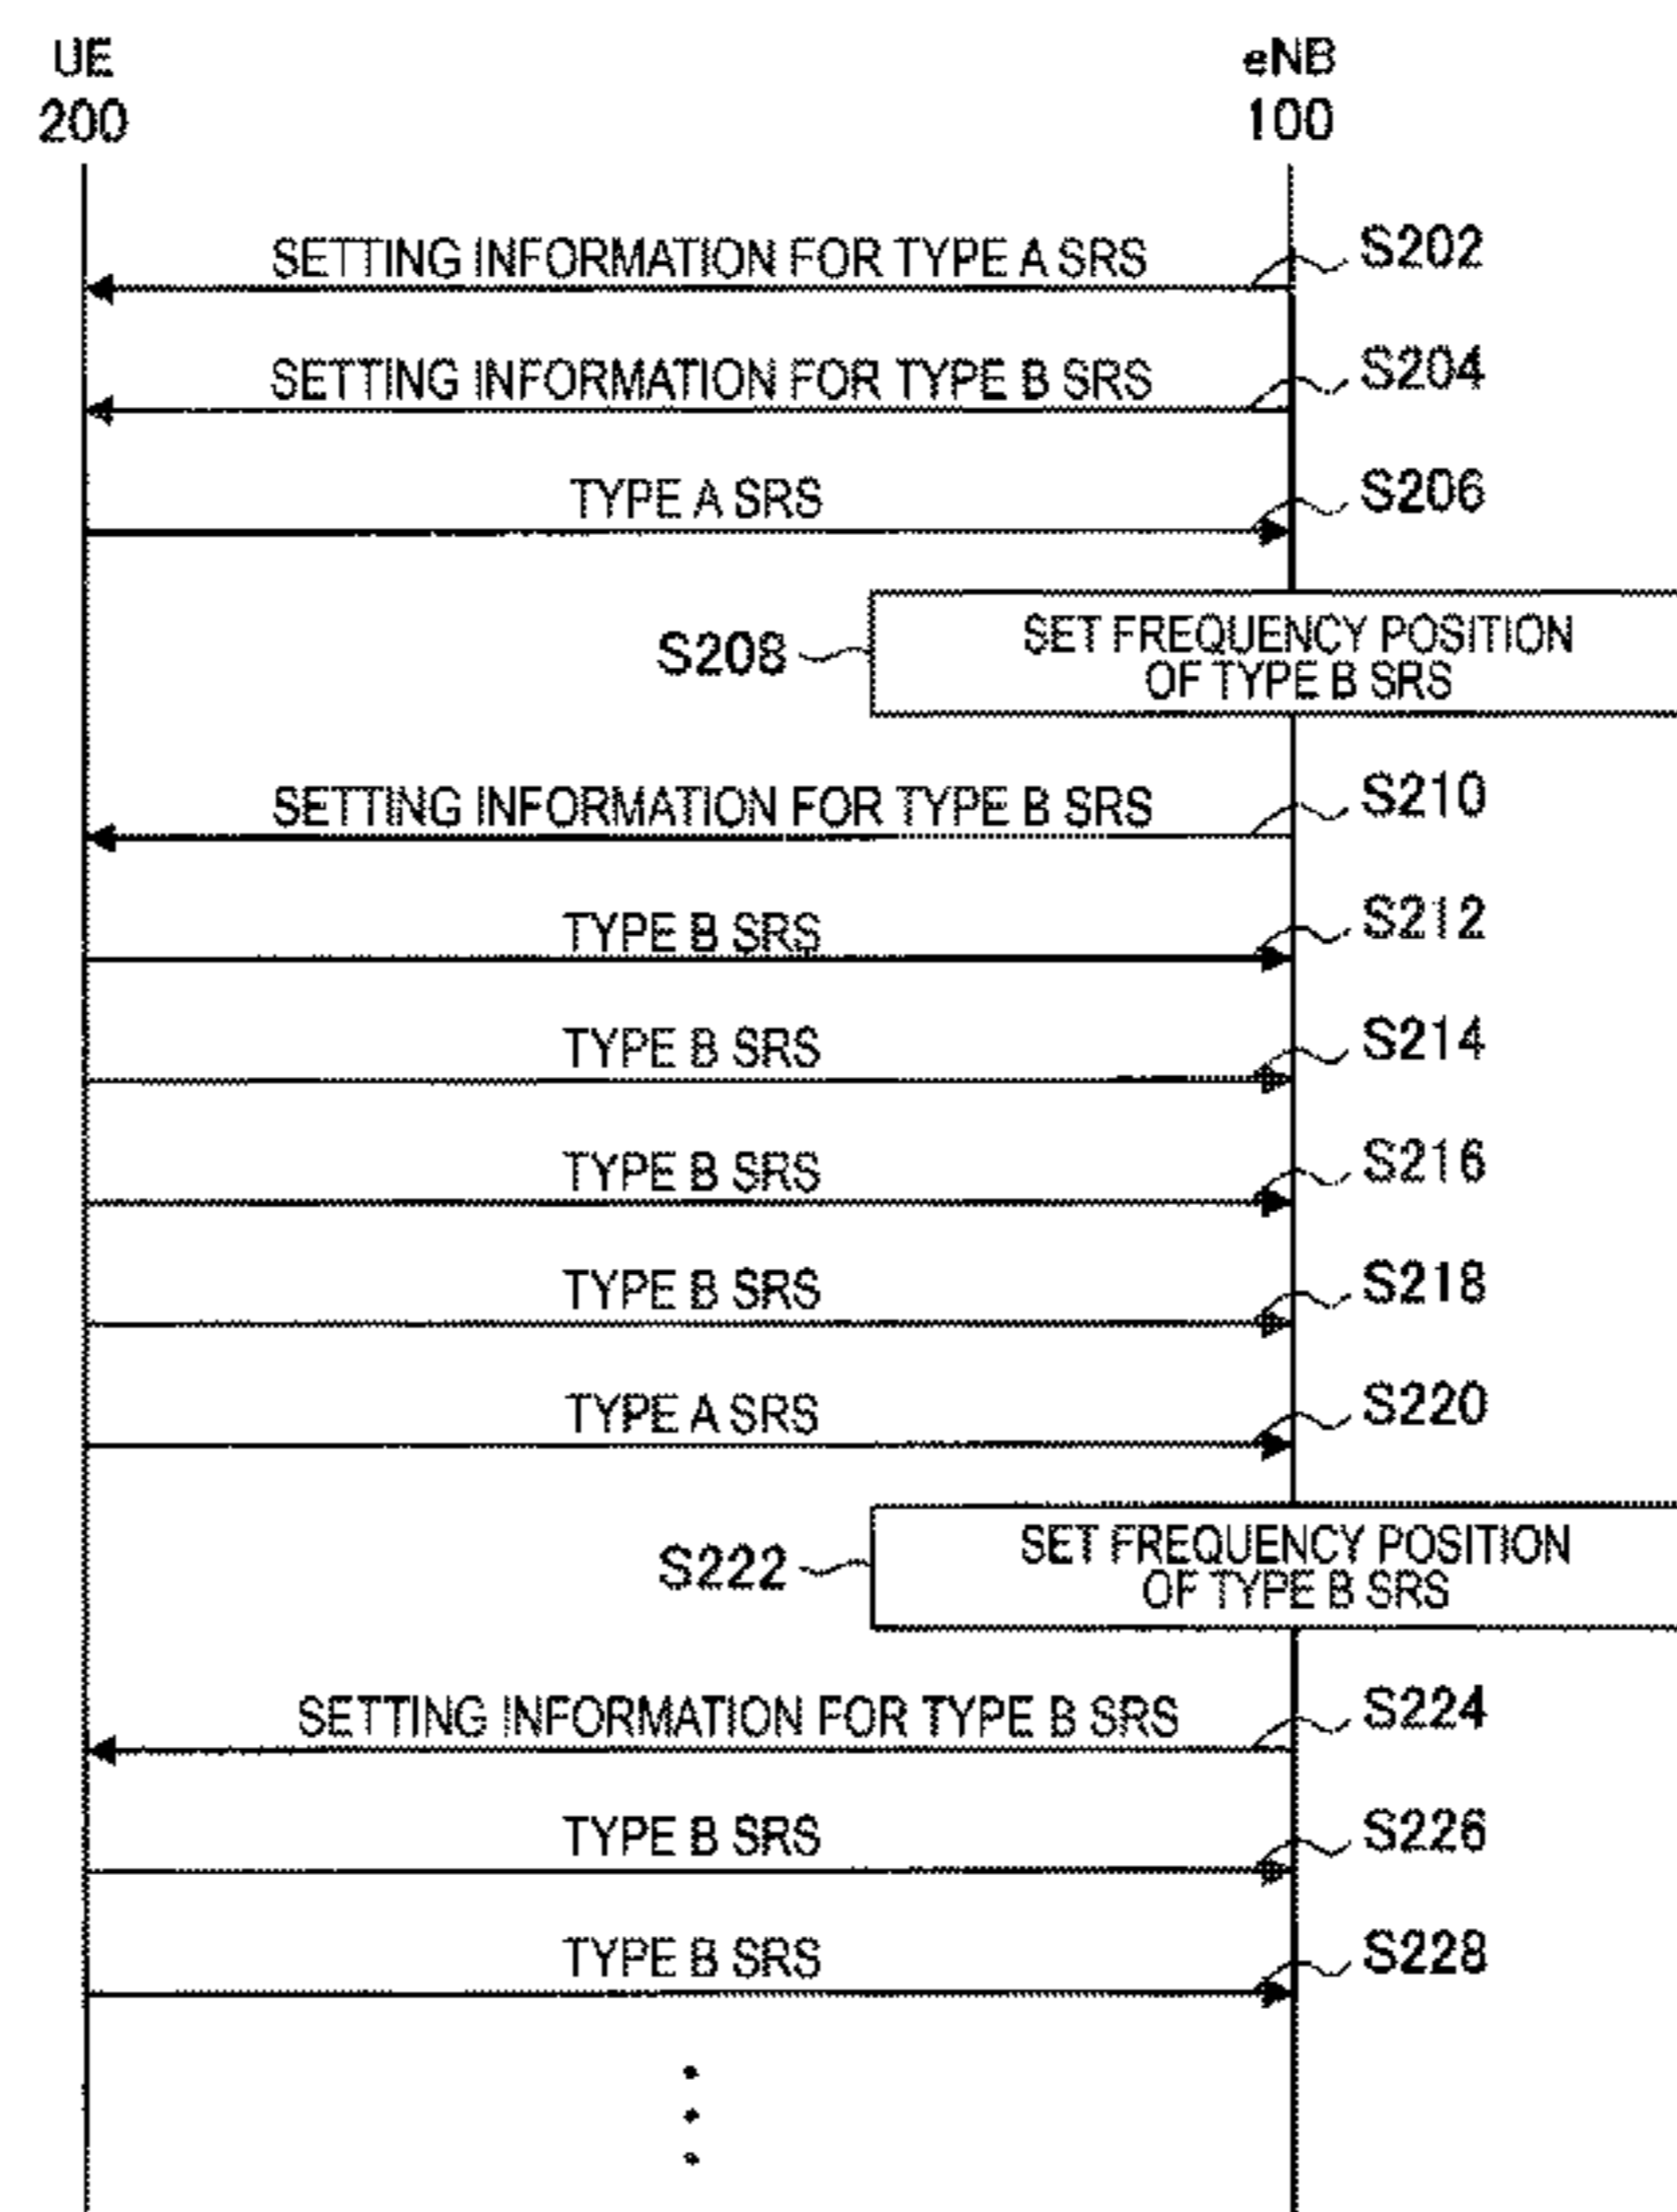 UE
200
eNB
100
SETTING INFORMATION FOR TYPE A SRS
S202
SETTING INFORMATION FOR TYPE B SRS
S204
TYPE A SRS
S206
S208
SET FREQUENCY POSITION
OF TYPE B SRS
SETTING INFORMATION FOR TYPE B SRS
S210
TYPE B SRS
S212
TYPE B SRS
S214
TYPE B SRS
S216
TYPE B SRS
S218
TYPE A SRS
S220
S222
SET FREQUENCY POSITION
OF TYPE B SRS
SETTING INFORMATION FOR TYPE B SRS
S224
TYPE B SRS
S226
TYPE B SRS
S228